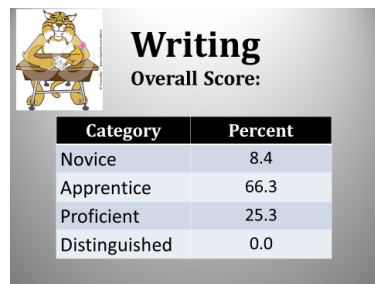 Writing
Overall Score:
Category Percent
Novice 8.4
Apprentice 66.3
Proficient 25.3
Distinguished 0.0